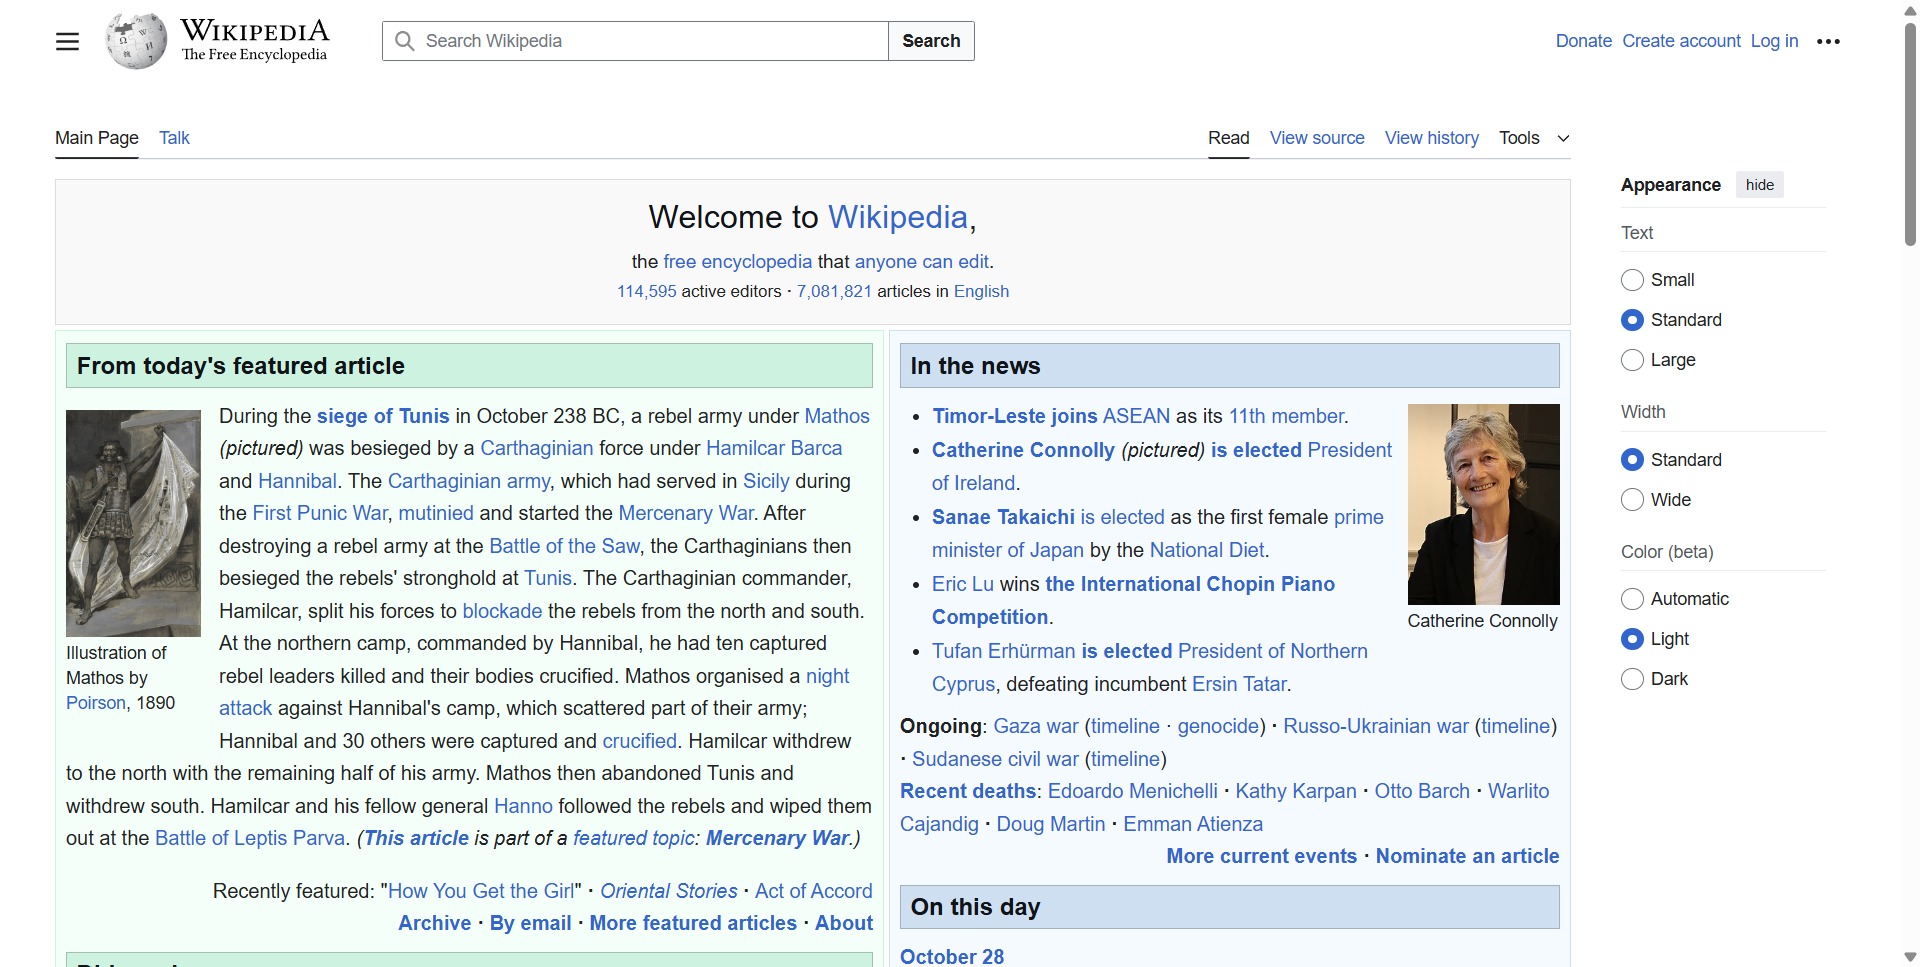 WIKIPEDIA
The Free Encyclopedia
Search Wikipedia
Search
Donate Create account Log in
Main Page Talk
Read View source View history Tools
Welcome to Wikipedia,
the free encyclopedia that anyone can edit.
114,595 active editors · 7,081,821 articles in English
From today's featured article
During the siege of Tunis in October 238 BC, a rebel army under Mathos
(pictured) was besieged by a Carthaginian force under Hamilcar Barca
and Hannibal. The Carthaginian army, which had served in Sicily during
the First Punic War, mutinied and started the Mercenary War. After
destroying a rebel army at the Battle of the Saw, the Carthaginians then
besieged the rebels' stronghold at Tunis. The Carthaginian commander,
Hamilcar, split his forces to blockade the rebels from the north and south.
At the northern camp, commanded by Hannibal, he had ten captured
rebel leaders killed and their bodies crucified. Mathos organised a night
attack against Hannibal's camp, which scattered part of their army;
Hannibal and 30 others were captured and crucified. Hamilcar withdrew
to the north with the remaining half of his army. Mathos then abandoned Tunis and
withdrew south. Hamilcar and his fellow general Hanno followed the rebels and wiped them
out at the Battle of Leptis Parva. (This article is part of a featured topic: Mercenary War.)
Illustration of
Mathos by
Poirson, 1890
Recently featured: "How You Get the Girl" · Oriental Stories · Act of Accord
Archive · By email · More featured articles · About
In the news
• Timor-Leste joins ASEAN as its 11th member.
• Catherine Connolly (pictured) is elected President
of Ireland.
• Sanae Takaichi is elected as the first female prime
minister of Japan by the National Diet.
• Eric Lu wins the International Chopin Piano
Competition.
• Tufan Erhürman is elected President of Northern
Cyprus, defeating incumbent Ersin Tatar.
Catherine Connolly
Ongoing: Gaza war (timeline · genocide) · Russo-Ukrainian war (timeline)
· Sudanese civil war (timeline)
Recent deaths: Edoardo Menichelli · Kathy Karpan · Otto Barch · Warlito
Cajandig · Doug Martin · Emman Atienza
More current events · Nominate an article
On this day
October 28
Appearance hide
Text
Small
Standard
Large
Width
Standard
Wide
Color (beta)
Automatic
Light
Dark